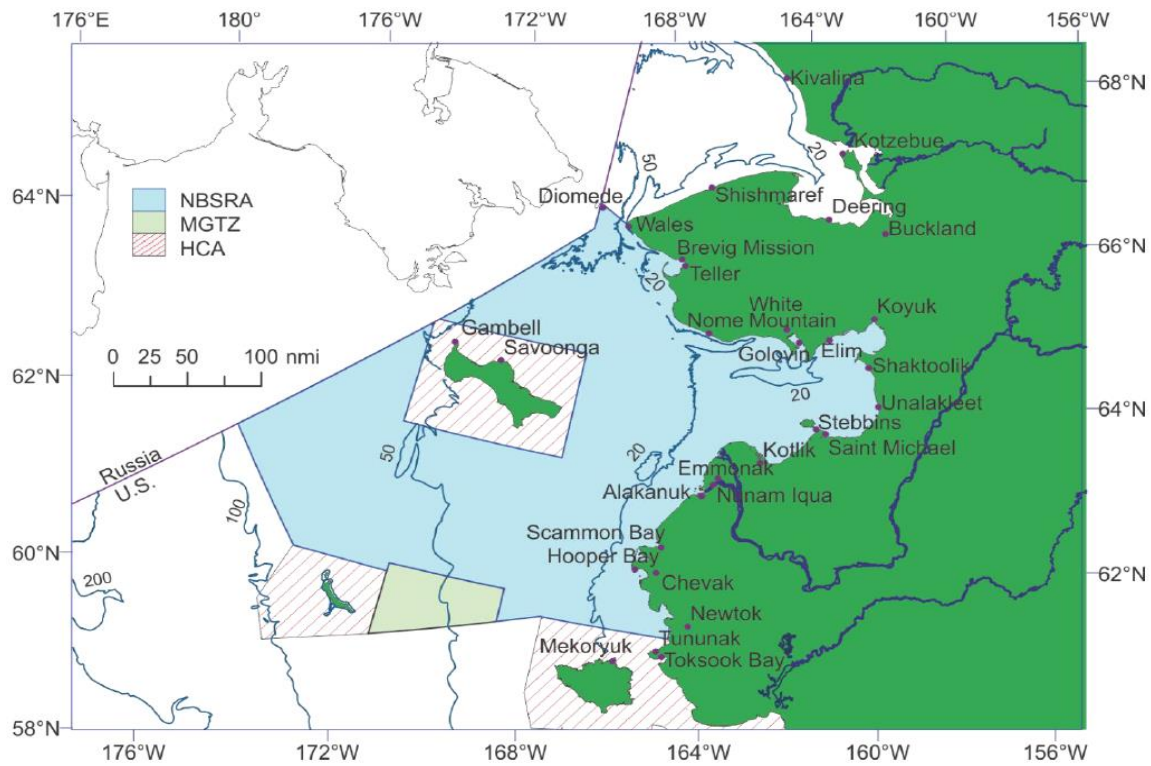 176°E 180° 176°W 172°W 168°W 164°W 160°W 156°W
Kivalina
68°N
20
Kotzebue
50
64°N
Diomede
Shishmaref
Deering
NBSRA
Wales
Buckland
MGTZ
66°N
HCA
Brevig Mission
Teller
20
White
Koyuk
Nome Mountain
Gambell
0 25 50 100 nmi
Savoonga
Golovin
Elim
62°N
Shaktoolik
20
Unalakleet
64°N
Stebbins
50
20
Kotlik
Saint Michael
Russia
U.S.
Emmonak
Alakanuk
Nunam Iqua
100
Scammon Bay
60°N
Hooper Bay
200
Chevak
62°N
Newtok
Tununak
Mekoryuk
Toksook Bay
58°N
60°N
176°W 172°W 168°W 164°W 160°W 156°W